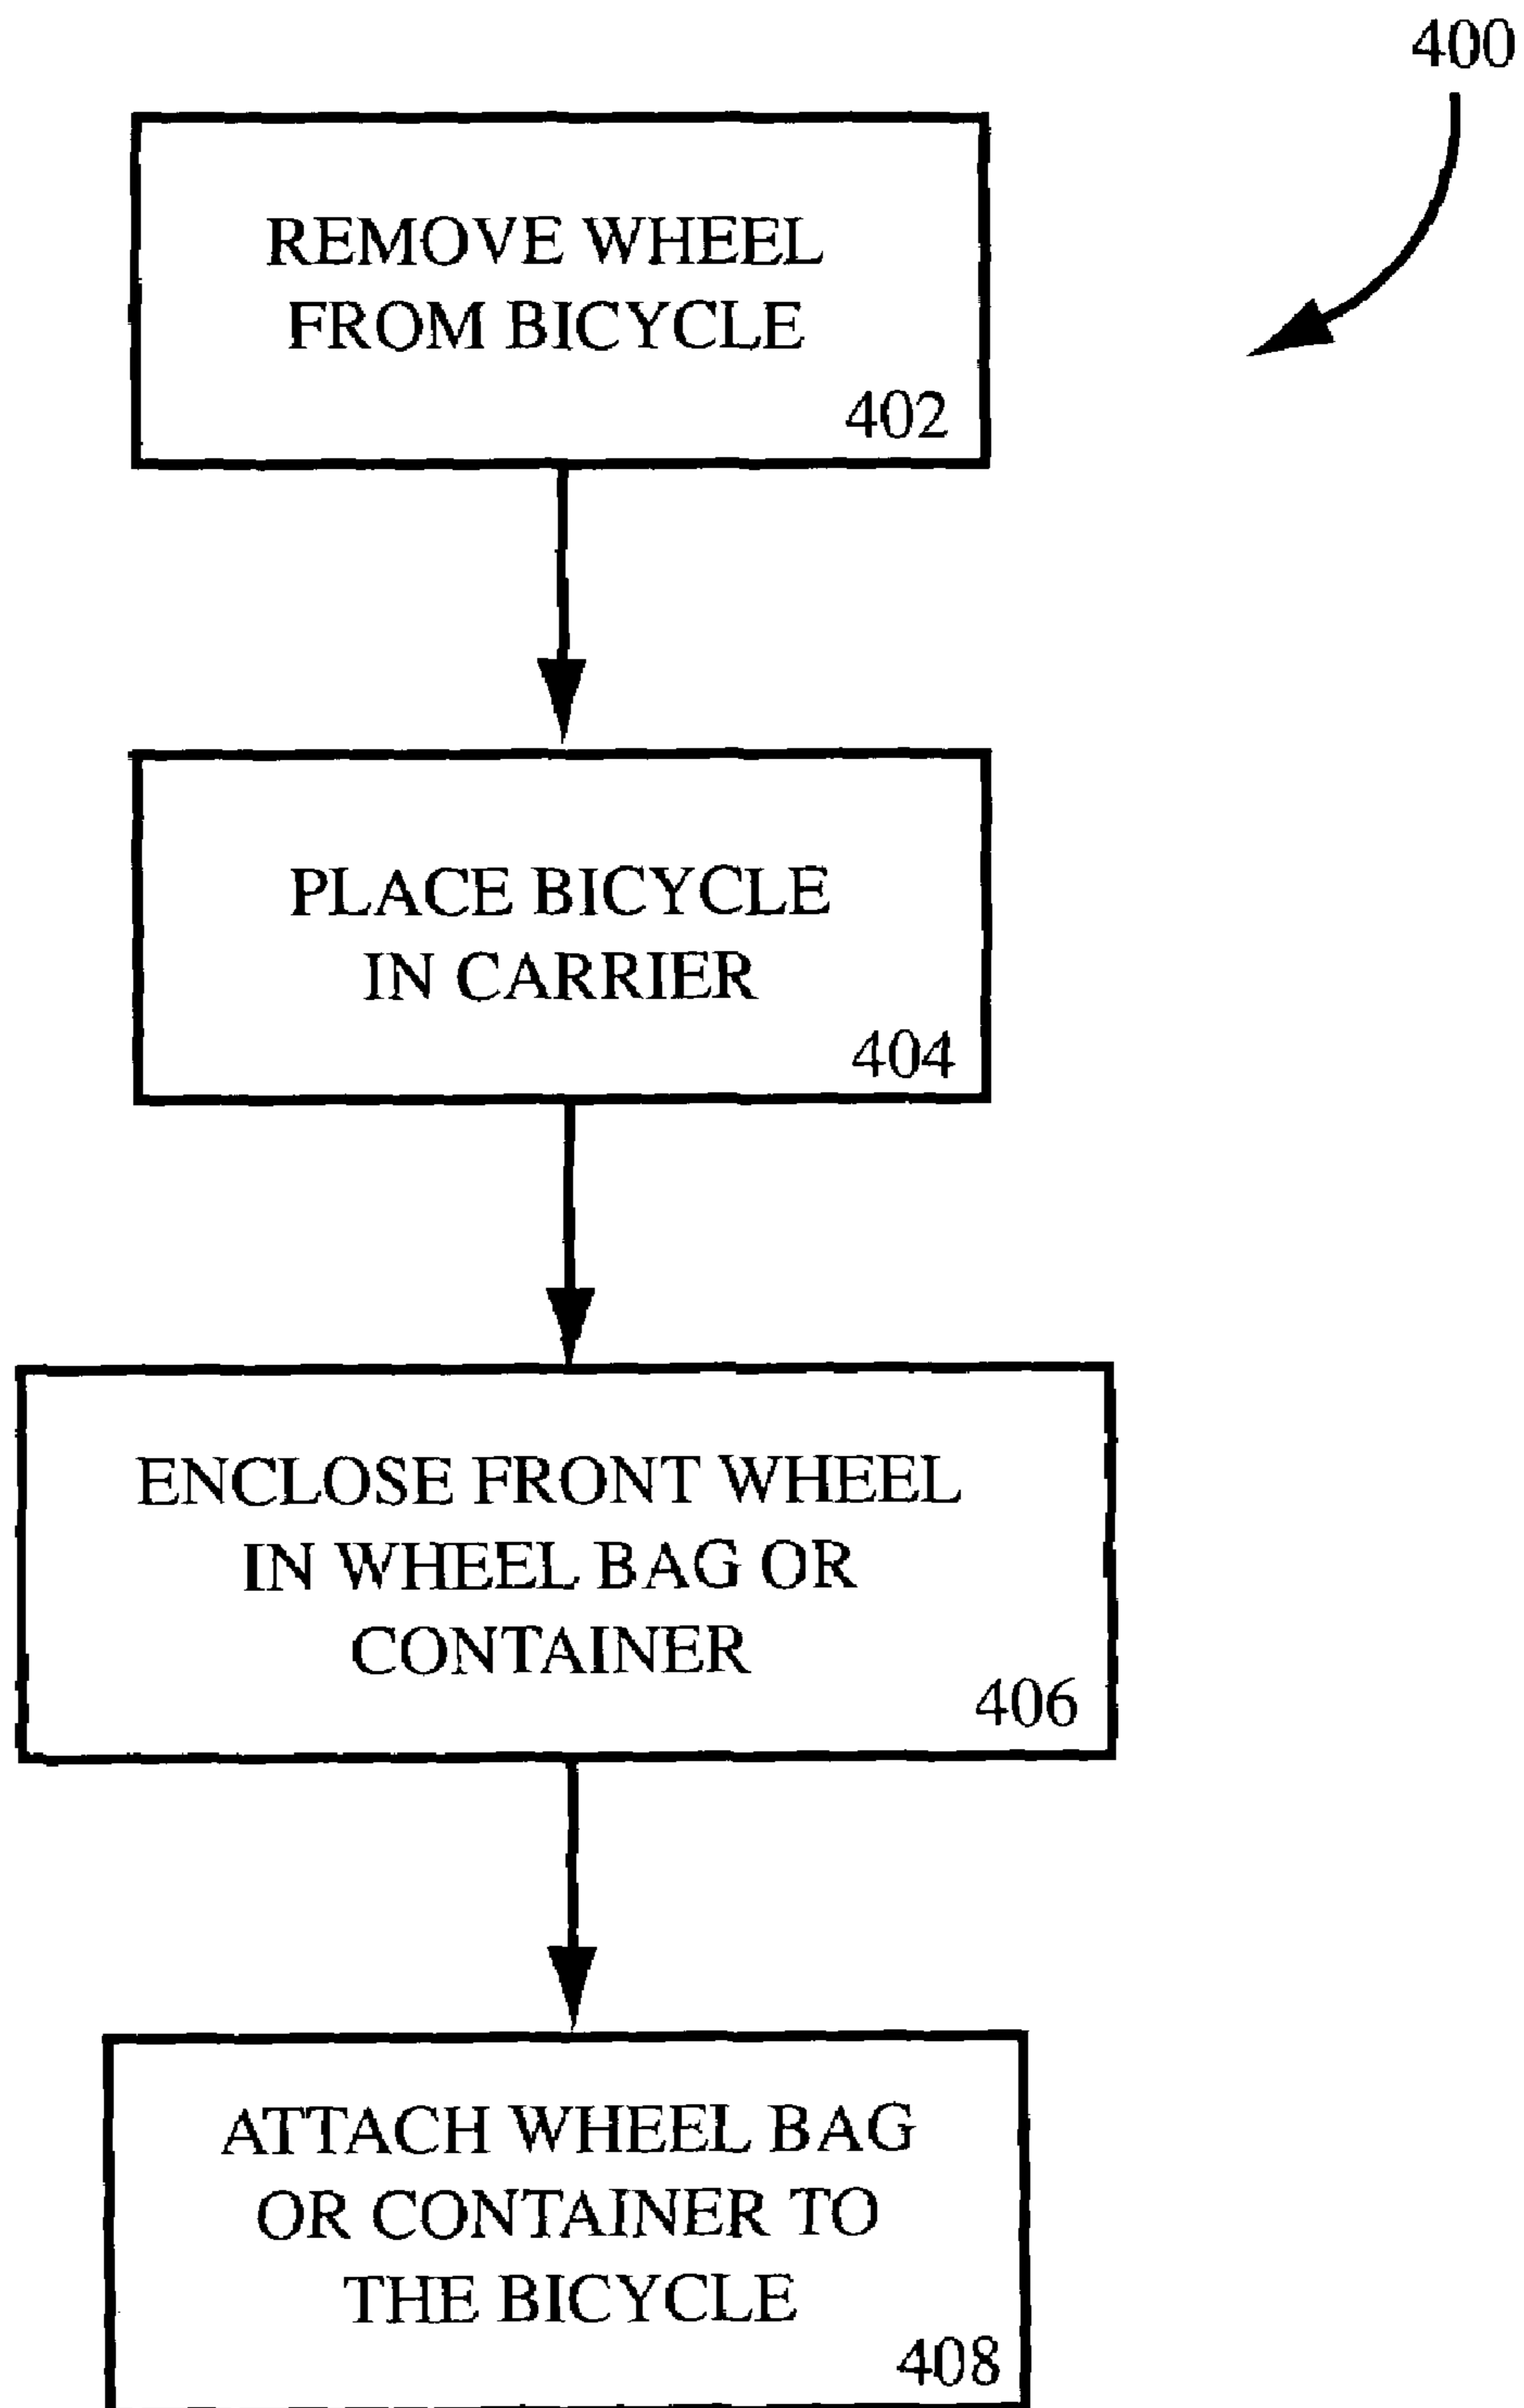 400
REMOVE WHEEL
FROM BICYCLE
402
PLACE BICYCLE
IN CARRIER
404
ENCLOSE FRONT WHEEL
IN WHEEL BAG OR
CONTAINER
406
ATTACH WHEEL BAG
OR CONTAINER TO
THE BICYCLE
408